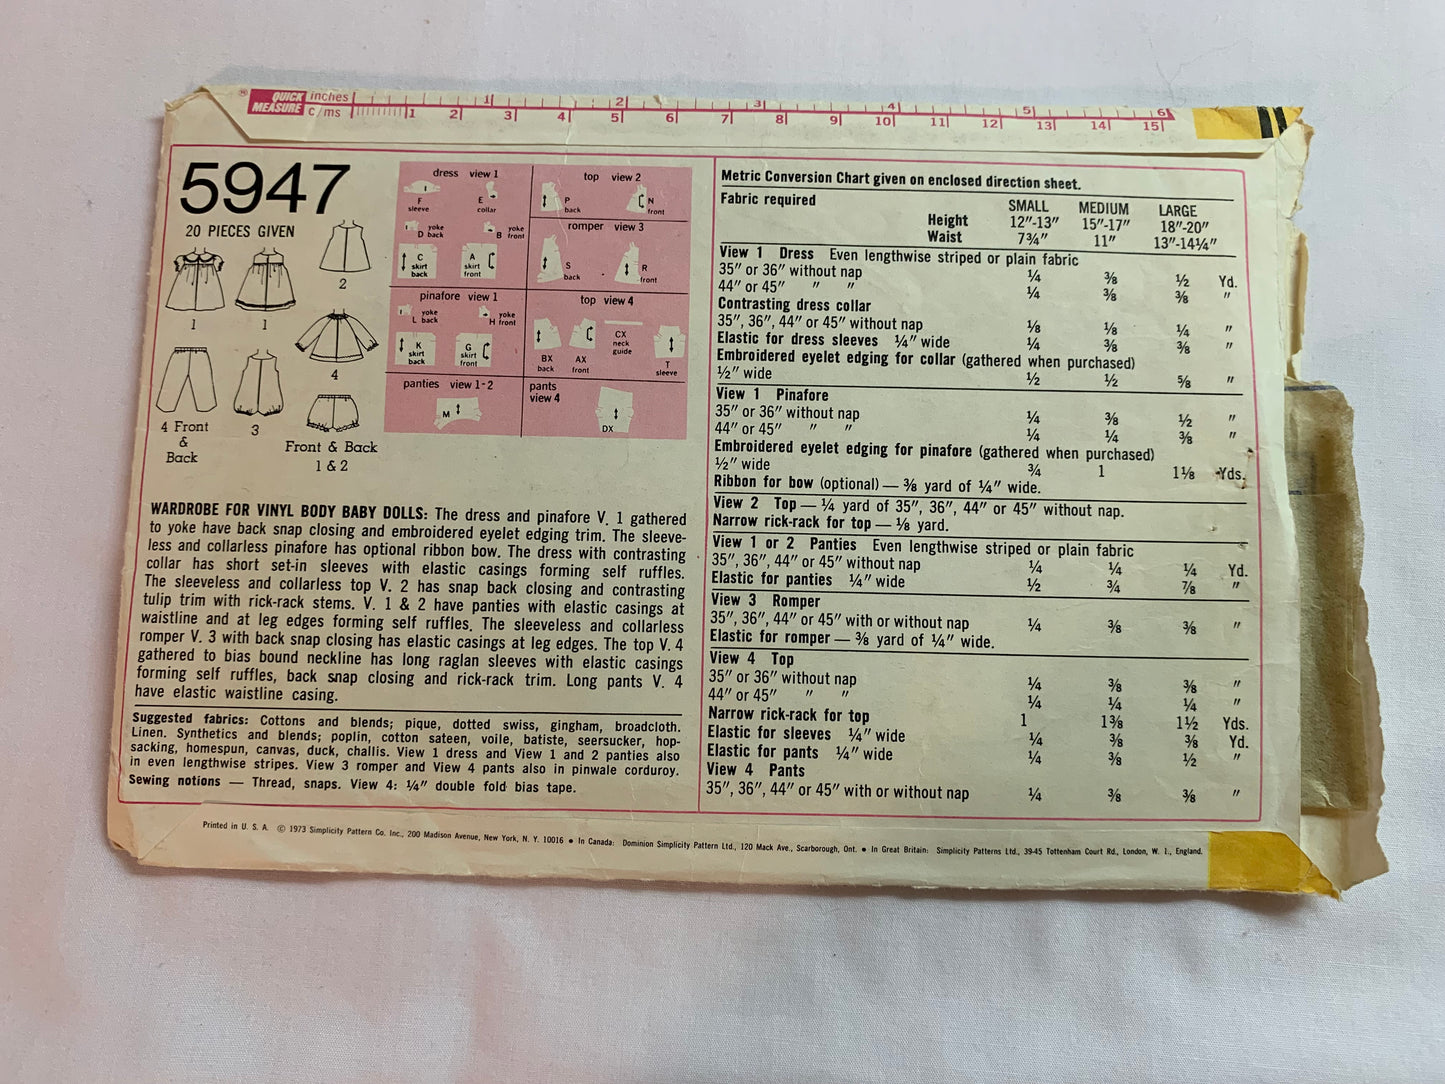 ® QUICK MEASURE inches 1 2 3 4 5 6
c/ms 1 2 3 4 5 6 7 8 9 10 11 12 13 14 15
5947
20 PIECES GIVEN
1 1 2
4
4 Front & Back
3
Front & Back
1 & 2
dress view 1
F sleeve
E collar
D yoke back
B yoke front
C skirt back
A skirt front
pinafore view 1
L yoke back
H yoke front
K skirt back
G skirt front
panties view 1-2
M
top view 2
P back
N front
romper view 3
S back
R front
top view 4
BX back
AX front
CX neck guide
T sleeve
pants view 4
DX
WARDROBE FOR VINYL BODY BABY DOLLS: The dress and pinafore V. 1 gathered
to yoke have back snap closing and embroidered eyelet edging trim. The sleeve-
less and collarless pinafore has optional ribbon bow. The dress with contrasting
collar has short set-in sleeves with elastic casings forming self ruffles.
The sleeveless and collarless top V. 2 has snap back closing and contrasting
tulip trim with rick-rack stems. V. 1 & 2 have panties with elastic casings at
waistline and at leg edges forming self ruffles. The sleeveless and collarless
romper V. 3 with back snap closing has elastic casings at leg edges. The top V. 4
gathered to bias bound neckline has long raglan sleeves with elastic casings
forming self ruffles, back snap closing and rick-rack trim. Long pants V. 4
have elastic waistline casing.
Suggested fabrics: Cottons and blends; pique, dotted swiss, gingham, broadcloth.
Linen. Synthetics and blends; poplin, cotton sateen, voile, batiste, seersucker, hop-
sacking, homespun, canvas, duck, challis. View 1 dress and View 1 and 2 panties also
in even lengthwise stripes. View 3 romper and View 4 pants also in pinwale corduroy.
Sewing notions — Thread, snaps. View 4: ¼" double fold bias tape.
Metric Conversion Chart given on enclosed direction sheet.
Fabric required SMALL MEDIUM LARGE
Height 12"-13" 15"-17" 18"-20"
Waist 7¾" 11" 13"-14¼"
View 1 Dress Even lengthwise striped or plain fabric
35" or 36" without nap ¼ ⅜ ½ Yd.
44" or 45" " " ¼ ⅜ ⅜ "
Contrasting dress collar
35", 36", 44" or 45" without nap ⅛ ⅛ ¼ "
Elastic for dress sleeves ¼" wide ¼ ⅜ ⅜ "
Embroidered eyelet edging for collar (gathered when purchased)
½" wide ½ ½ ⅝ "
View 1 Pinafore
35" or 36" without nap ¼ ⅜ ½ "
44" or 45" " " ¼ ¼ ⅜ "
Embroidered eyelet edging for pinafore (gathered when purchased)
½" wide ¾ 1 1⅛ Yds.
Ribbon for bow (optional) — ⅜ yard of ¼" wide.
View 2 Top — ¼ yard of 35", 36", 44" or 45" without nap.
Narrow rick-rack for top — ⅛ yard.
View 1 or 2 Panties Even lengthwise striped or plain fabric
35", 36", 44" or 45" without nap ¼ ¼ ¼ Yd.
Elastic for panties ¼" wide ½ ¾ ⅞ "
View 3 Romper
35", 36", 44" or 45" with or without nap ¼ ⅜ ⅜ "
Elastic for romper — ⅜ yard of ¼" wide.
View 4 Top
35" or 36" without nap ¼ ⅜ ⅜ "
44" or 45" " " ¼ ¼ ¼ "
Narrow rick-rack for top 1 1⅜ 1½ Yds.
Elastic for sleeves ¼" wide ¼ ⅜ ⅜ Yd.
Elastic for pants ¼" wide ¼ ⅜ ½ "
View 4 Pants
35", 36", 44" or 45" with or without nap ¼ ⅜ ⅜ "
Printed in U. S. A. © 1973 Simplicity Pattern Co. Inc., 200 Madison Avenue, New York, N. Y. 10016 • In Canada: Dominion Simplicity Pattern Ltd., 120 Mack Ave., Scarborough, Ont. • In Great Britain: Simplicity Patterns Ltd., 39-45 Tottenham Court Rd., London, W. 1., England.